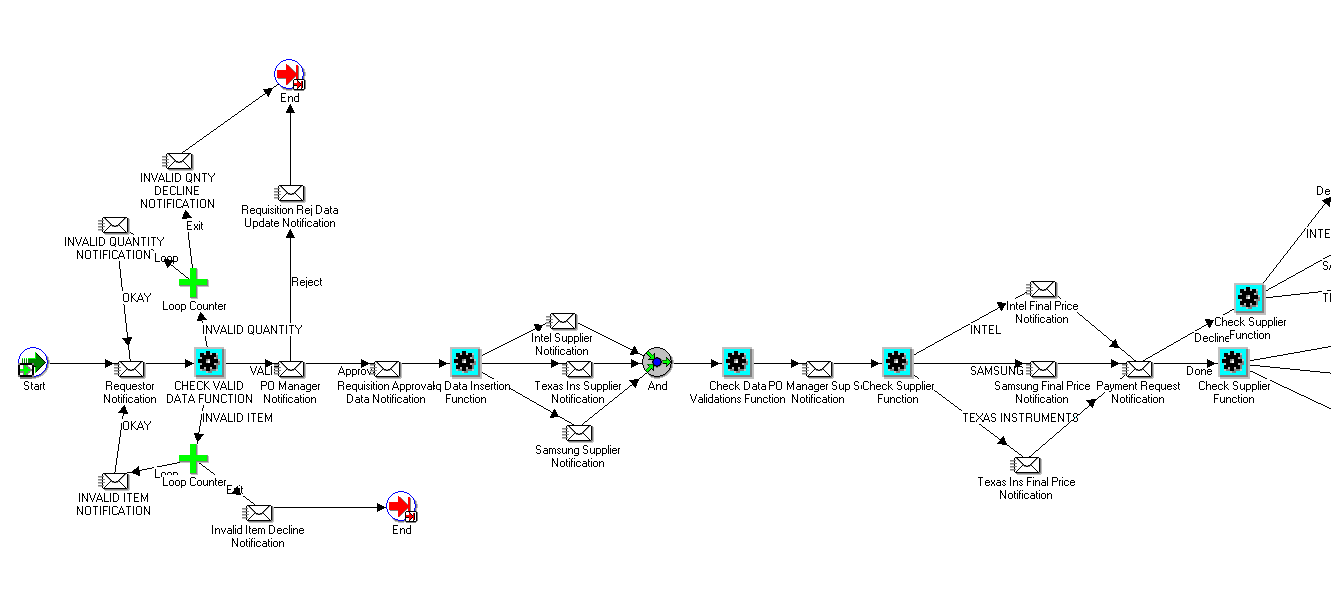 End
INVALID QNTY
DECLINE
NOTIFICATION
Requisition Rej Data
Update Notification
Exit
INVALID QUANTITY
NOTIFICATION
Loop
OKAY
Loop Counter
Reject
INVALID QUANTITY
Start
Requestor
Notification
CHECK VALID
DATA FUNCTION
PO Manager
Notification
Requisition Approval
Data Notification
Data Insertion
Function
Intel Supplier
Notification
Texas Ins Supplier
Notification
Samsung Supplier
Notification
And
Check Data
Validations Function
PO Manager Sup
Notification
Check Supplier
Function
INTEL
Intel Final Price
Notification
SAMSUNG
Samsung Final Price
Notification
TEXAS INSTRUMENTS
Texas Ins Final Price
Notification
Payment Request
Notification
Decline
Check Supplier
Function
Done
Check Supplier
Function
De
INTE
INVALID ITEM
OKAY
Loop
Loop Counter
Exit
INVALID ITEM
NOTIFICATION
Invalid Item Decline
Notification
End